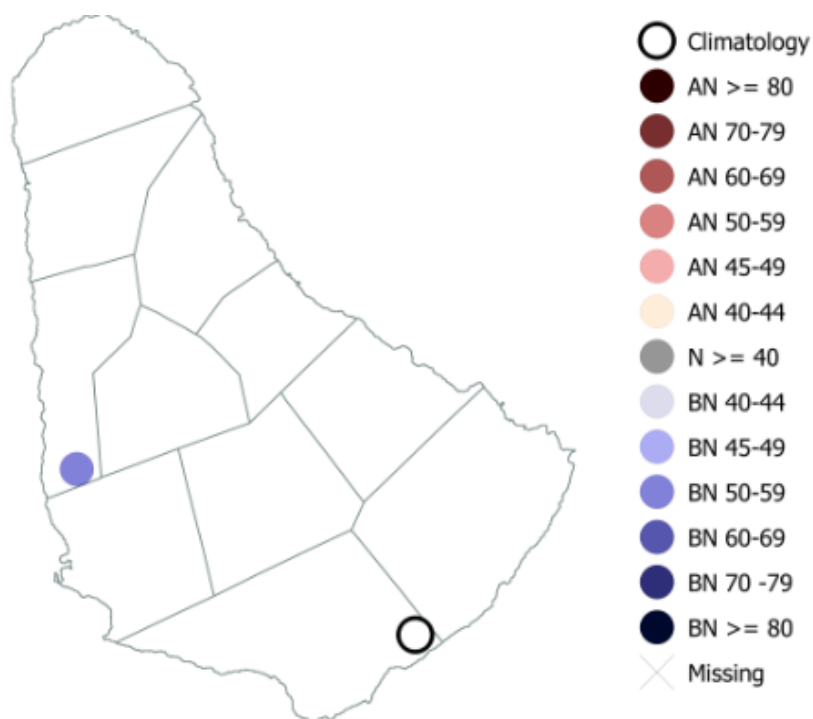 Climatology
AN >= 80
AN 70-79
AN 60-69
AN 50-59
AN 45-49
AN 40-44
N >= 40
BN 40-44
BN 45-49
BN 50-59
BN 60-69
BN 70 -79
BN >= 80
Missing